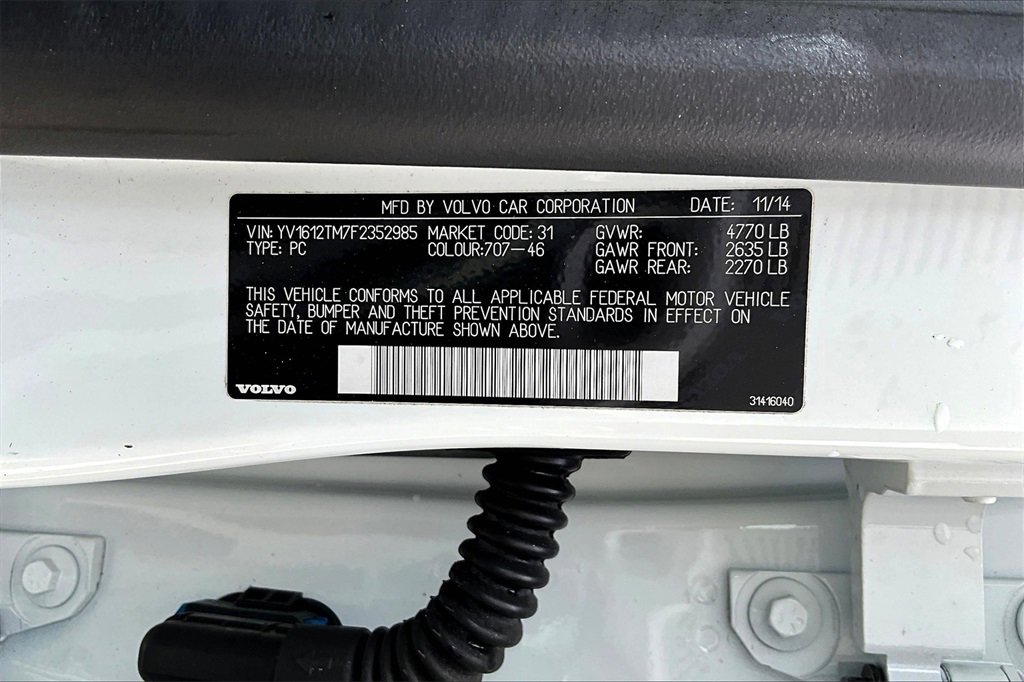 MFD BY VOLVO CAR CORPORATION DATE: 11/14
VIN: YV1612TM7F2352985 MARKET CODE: 31 GVWR: 4770 LB
TYPE: PC COLOUR:707-46 GAWR FRONT: 2635 LB
GAWR REAR: 2270 LB
THIS VEHICLE CONFORMS TO ALL APPLICABLE FEDERAL MOTOR VEHICLE
SAFETY, BUMPER AND THEFT PREVENTION STANDARDS IN EFFECT ON
THE DATE OF MANUFACTURE SHOWN ABOVE.
VOLVO 31416040